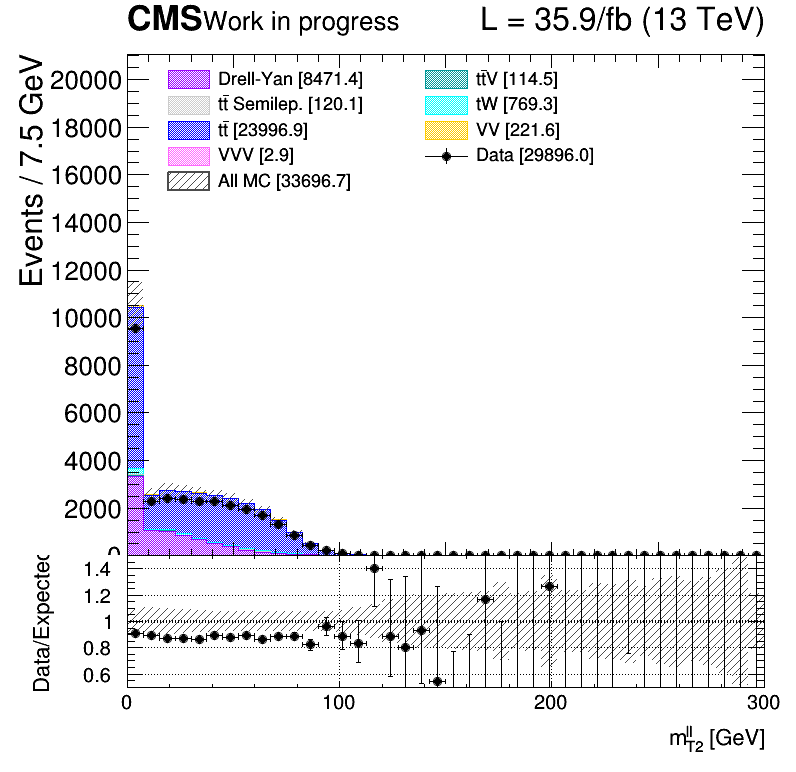 CMS Work in progress L = 35.9/fb (13 TeV)
Events / 7.5 GeV
20000
18000
16000
14000
12000
10000
8000
6000
4000
2000
0
Drell-Yan [8471.4]
tt̄ Semilep. [120.1]
tt̄ [23996.9]
VVV [2.9]
All MC [33696.7]
tt̄V [114.5]
tW [769.3]
VV [221.6]
Data [29896.0]
Data/Expected
1.4
1.2
1
0.8
0.6
0 100 200 300
m_{T2}^{ll} [GeV]